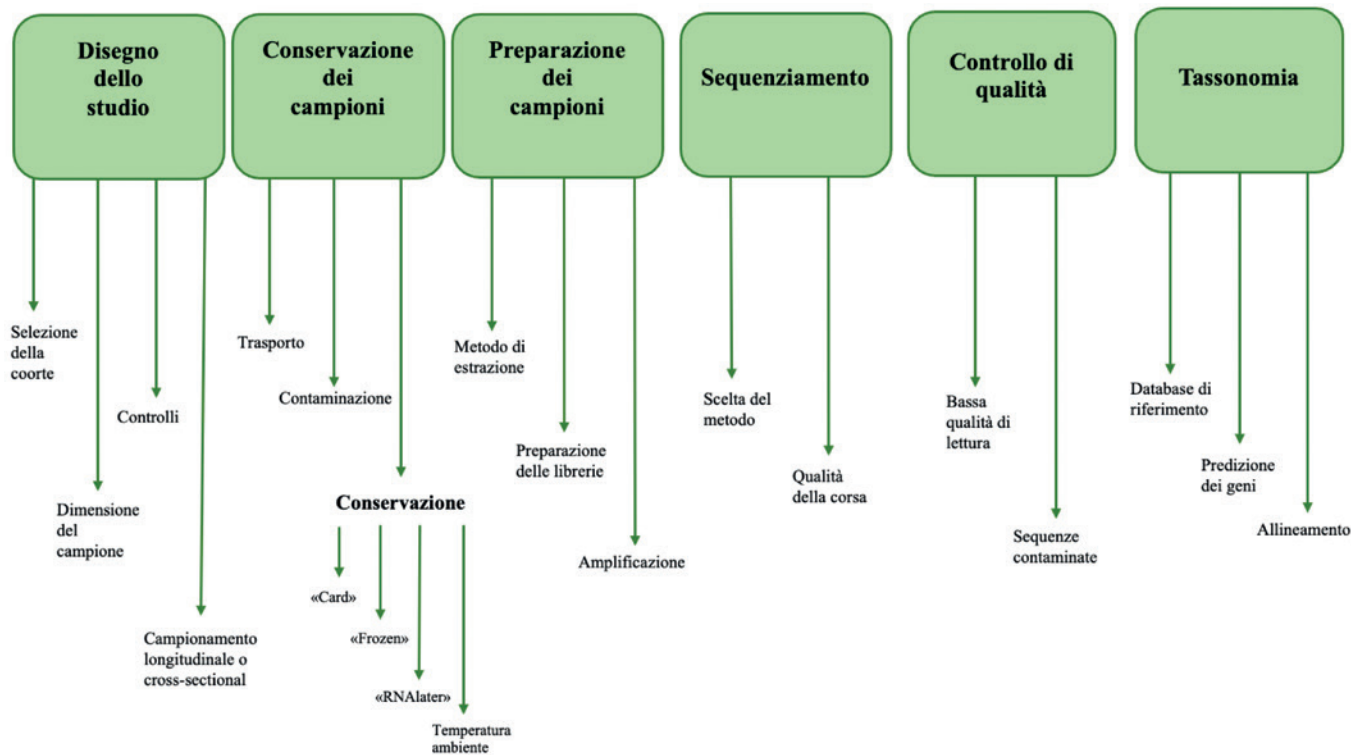 Disegno
dello
studio
Conservazione
dei
campioni
Preparazione
dei
campioni
Sequenziamento
Controllo di
qualità
Tassonomia
Selezione
della
coorte
Controlli
Dimensione
del
campione
Campionamento
longitudinale o
cross-sectional
Trasporto
Contaminazione
Conservazione
«Card»
«Frozen»
«RNAlater»
Temperatura
ambiente
Metodo di
estrazione
Preparazione
delle librerie
Amplificazione
Scelta del
metodo
Qualità
della corsa
Bassa
qualità di
lettura
Sequenze
contaminate
Database di
riferimento
Predizione
dei geni
Allineamento